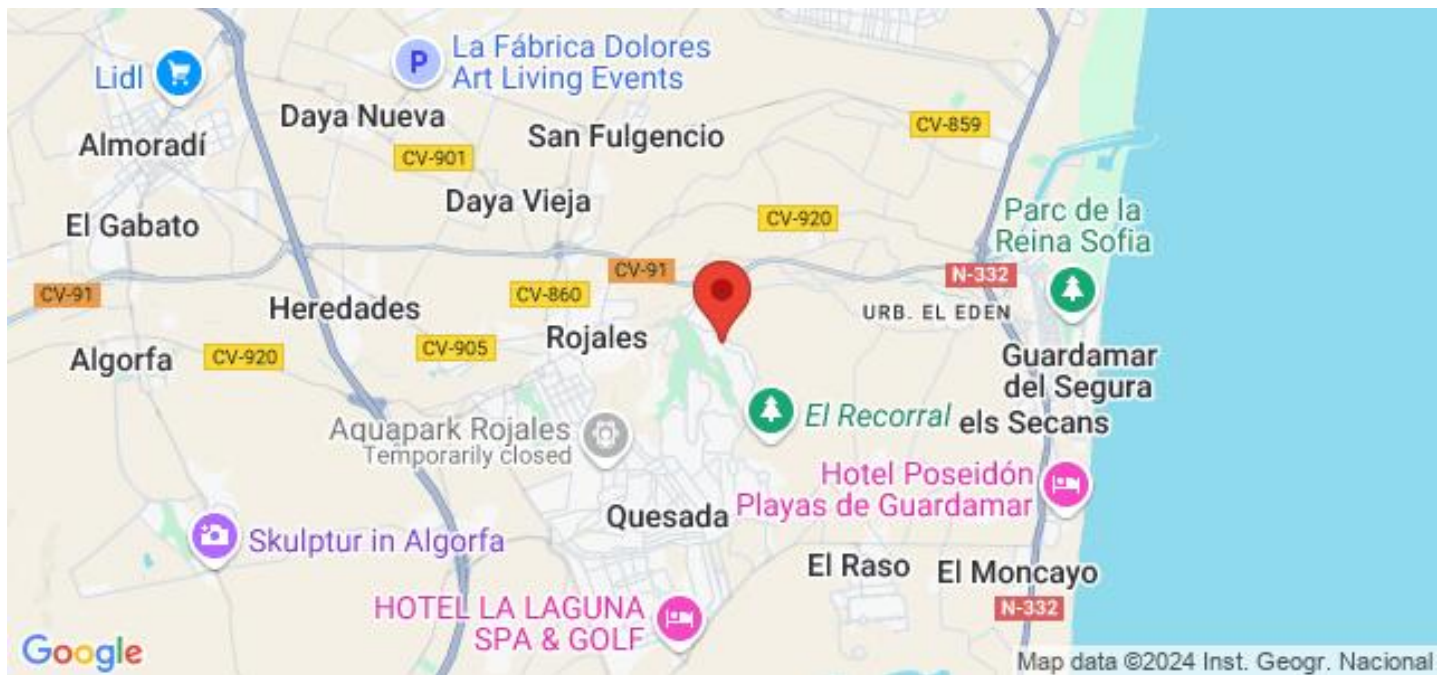 La Fábrica Dolores
Art Living Events
P
Lidl
Daya Nueva
San Fulgencio
CV-859
Almoradí
CV-901
Daya Vieja
CV-920
El Gabato
Parc de la
Reina Sofia
CV-91
N-332
CV-91
CV-860
Heredades
URB. EL EDEN
Rojales
CV-905
Algorfa
CV-920
Guardamar
del Segura
El Recorral
els Secans
Aquapark Rojales
Temporarily closed
Hotel Poseidón
Playas de Guardamar
Quesada
Skulptur in Algorfa
El Raso
El Moncayo
HOTEL LA LAGUNA
SPA & GOLF
N-332
Google
Map data ©2024 Inst. Geogr. Nacional